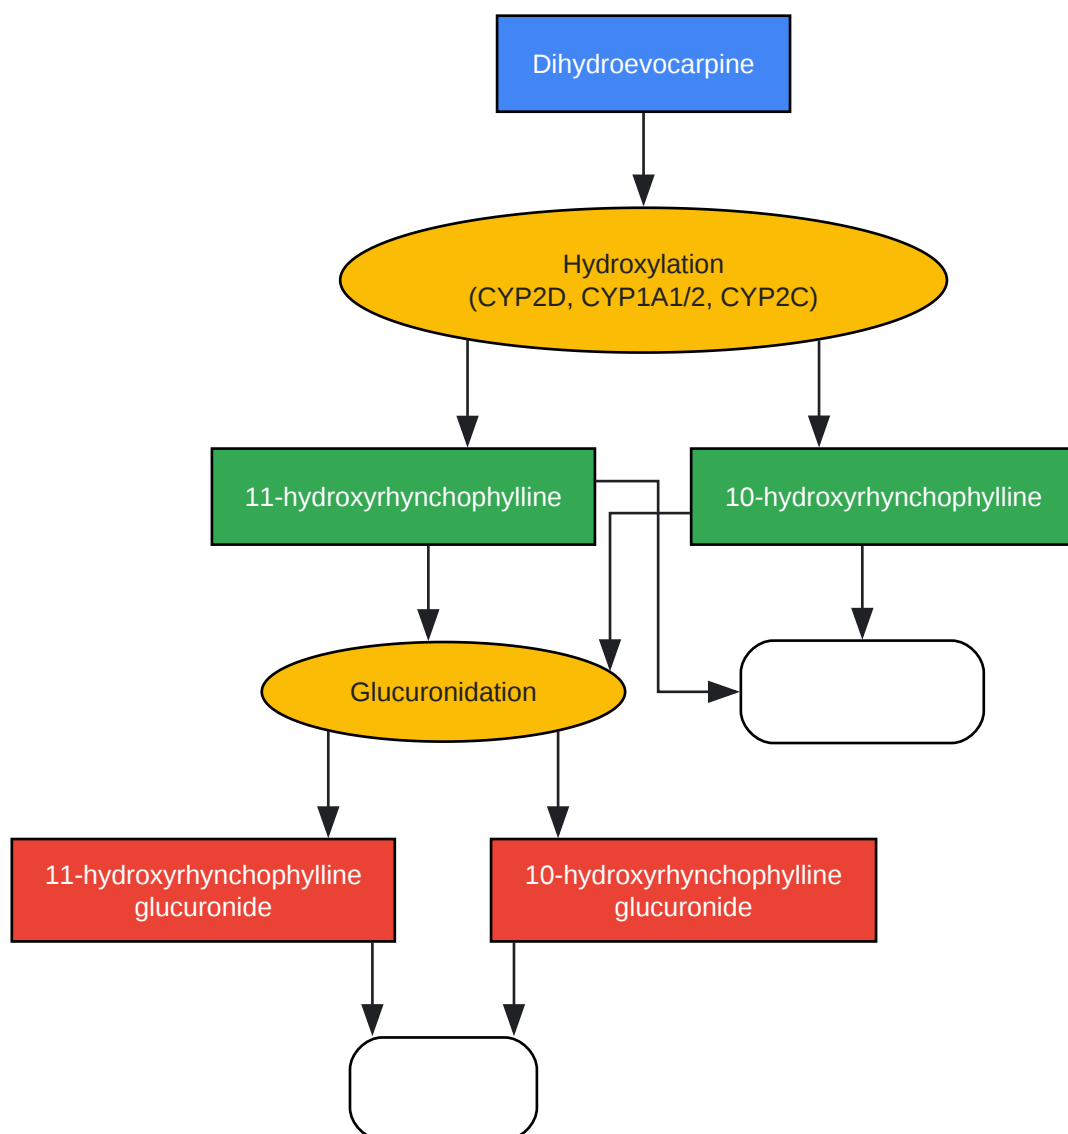 Dihydroevocarpine
Hydroxylation
(CYP2D, CYP1A1/2, CYP2C)
11-hydroxyrhynchophylline
10-hydroxyrhynchophylline
Glucuronidation
11-hydroxyrhynchophylline
glucuronide
10-hydroxyrhynchophylline
glucuronide